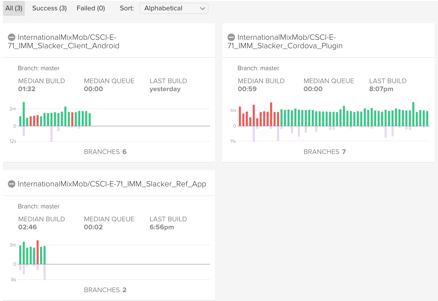 All (3) Success (3) Failed (0) Sort: Alphabetical
InternationalMixMob/CSCI-E-
71_IMM_Slacker_Client_Android
Branch: master
MEDIAN BUILD MEDIAN QUEUE LAST BUILD
01:32 00:00 yesterday
2m
0
12s
BRANCHES 6
InternationalMixMob/CSCI-E-
71_IMM_Slacker_Cordova_Plugin
Branch: master
MEDIAN BUILD MEDIAN QUEUE LAST BUILD
00:59 00:00 8:07pm
0
11s
BRANCHES 7
InternationalMixMob/CSCI-E-71_IMM_Slacker_Ref_App
Branch: master
MEDIAN BUILD MEDIAN QUEUE LAST BUILD
02:46 00:02 6:56pm
0
BRANCHES 2